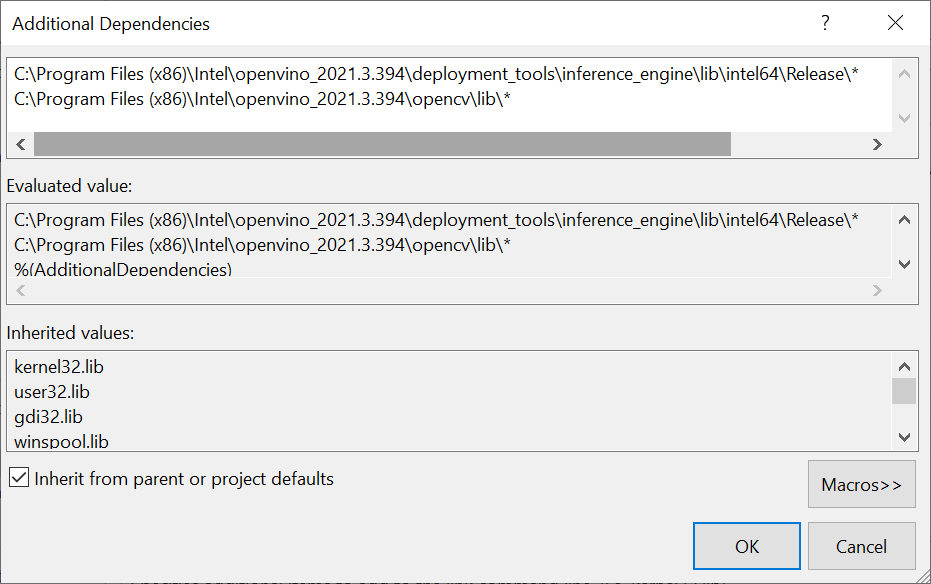 Additional Dependencies
C:\Program Files (x86)\Intel\openvino_2021.3.394\deployment_tools\inference_engine\lib\intel64\Release\*
C:\Program Files (x86)\Intel\openvino_2021.3.394\opencv\lib\*
Evaluated value:
C:\Program Files (x86)\Intel\openvino_2021.3.394\deployment_tools\inference_engine\lib\intel64\Release\*
C:\Program Files (x86)\Intel\openvino_2021.3.394\opencv\lib\*
%(AdditionalDependencies)
Inherited values:
kernel32.lib
user32.lib
gdi32.lib
winspool.lib
Inherit from parent or project defaults
Macros>>
OK Cancel